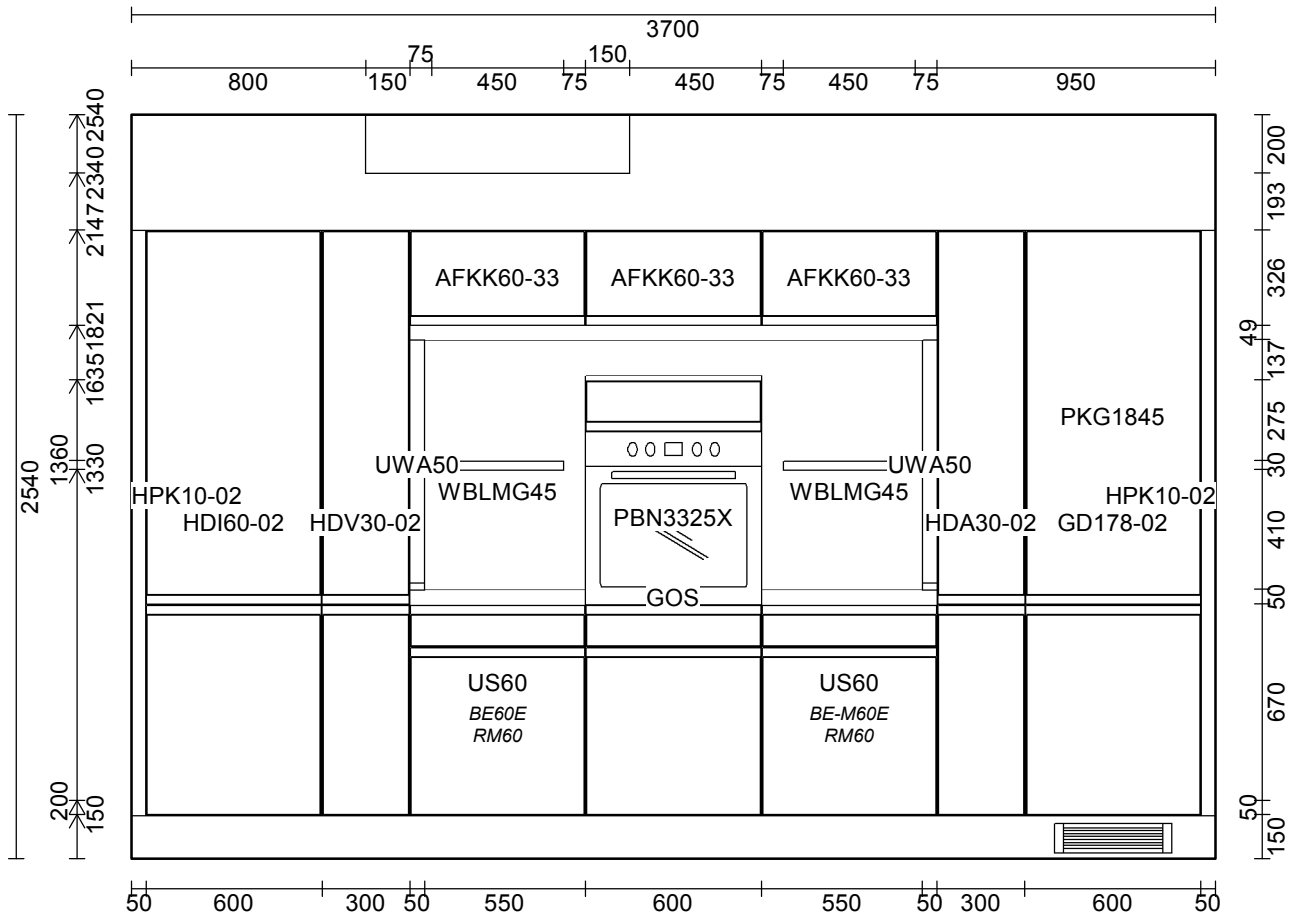 3700
75 150
800 150 450 75 450 75 450 75 950
2540
2540
2340
2147
1821
1635
1360
1330
200
150
200
193
326
49
137
275
30
410
50
670
50
150
AFKK60-33 AFKK60-33 AFKK60-33
PKG1845
UWA50 UWA50
WBLMG45 WBLMG45
HPK10-02 HPK10-02
PBN3325X
HDI60-02 HDV30-02 HDA30-02 GD178-02
GOS
US60 US60
BE60E BE-M60E
RM60 RM60
50 600 300 50 550 600 550 50 300 600 50